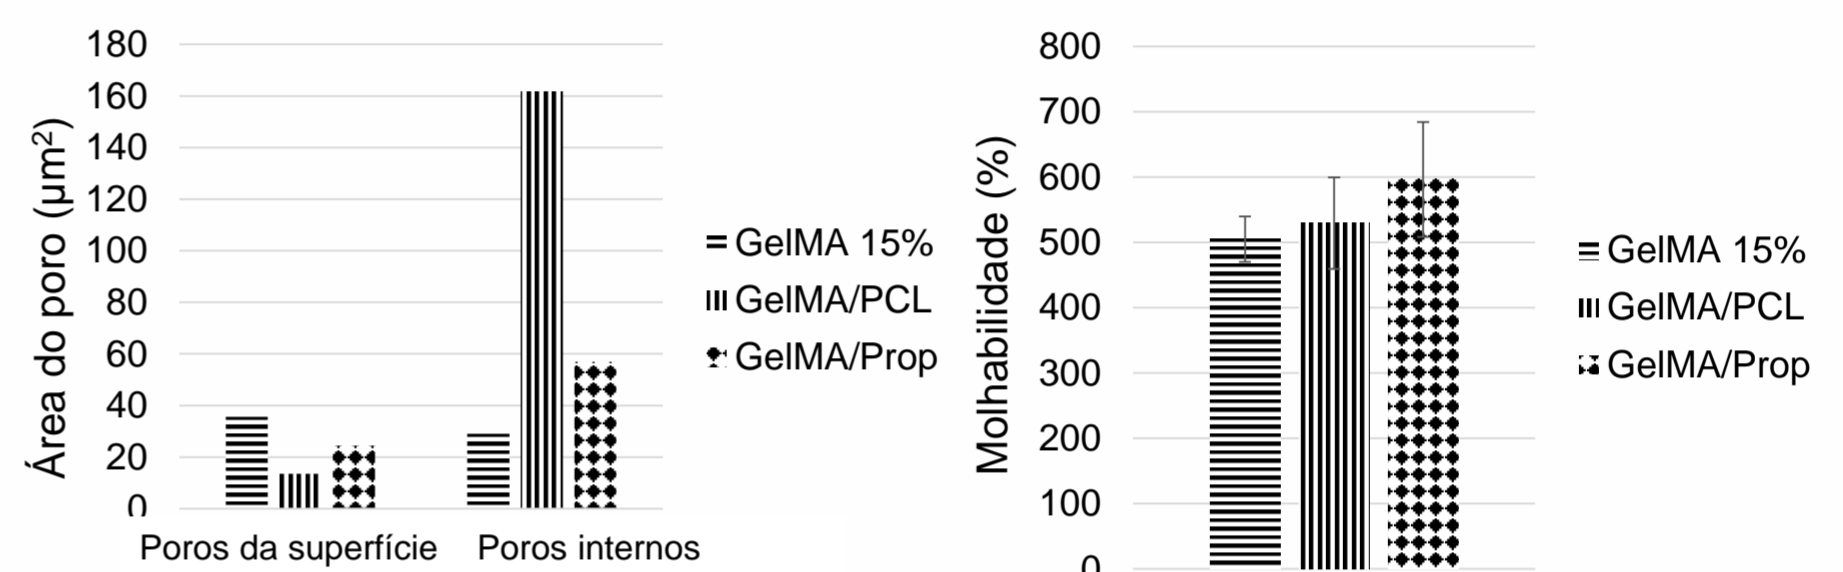 Área do poro (µm²)
180
160
140
120
100
80
60
40
20
0
Poros da superfície
Poros internos
GelMA 15%
GelMA/PCL
GelMA/Prop
Molhabilidade (%)
800
700
600
500
400
300
200
100
0
GelMA 15%
GelMA/PCL
GelMA/Prop